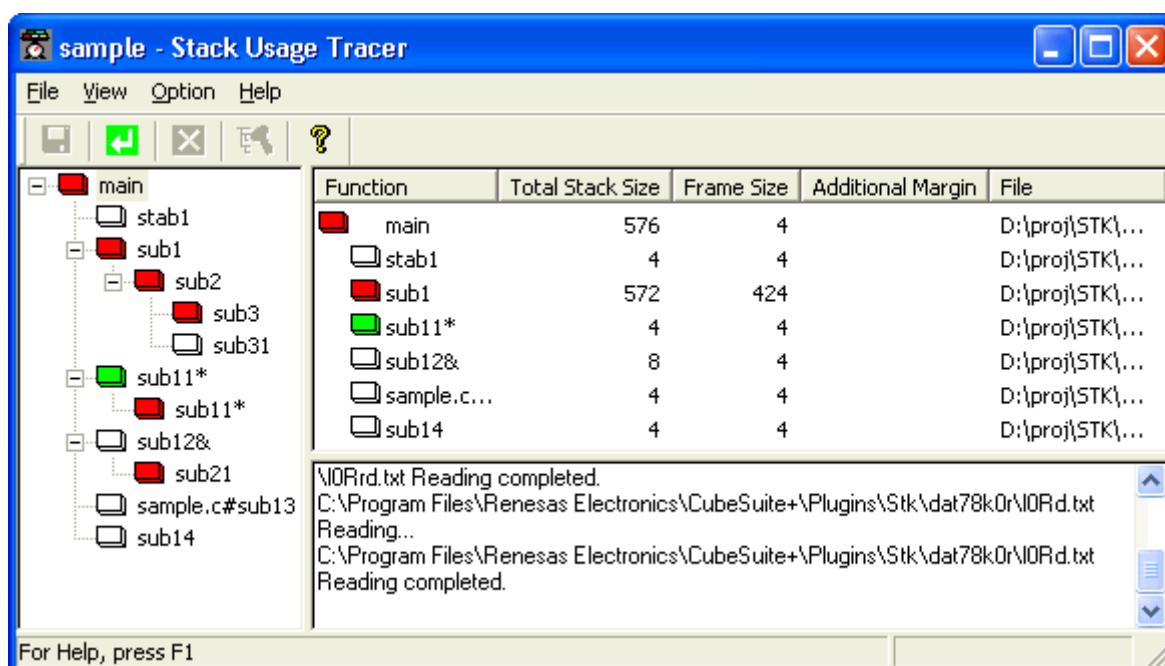 sample - Stack Usage Tracer
File View Option Help
main
stab1
sub1
sub2
sub3
sub31
sub11*
sub11*
sub12&
sub21
sample.c#sub13
sub14
Function Total Stack Size Frame Size Additional Margin File
main 576 4 D:\proj\STK\...
stab1 4 4 D:\proj\STK\...
sub1 572 424 D:\proj\STK\...
sub11* 4 4 D:\proj\STK\...
sub12& 8 4 D:\proj\STK\...
sample.c... 4 4 D:\proj\STK\...
sub14 4 4 D:\proj\STK\...
\l0Rrd.txt Reading completed.
C:\Program Files\Renesas Electronics\CubeSuite+\Plugins\Stk\dat78k0r\l0Rd.txt
Reading...
C:\Program Files\Renesas Electronics\CubeSuite+\Plugins\Stk\dat78k0r\l0Rd.txt
Reading completed.
For Help, press F1